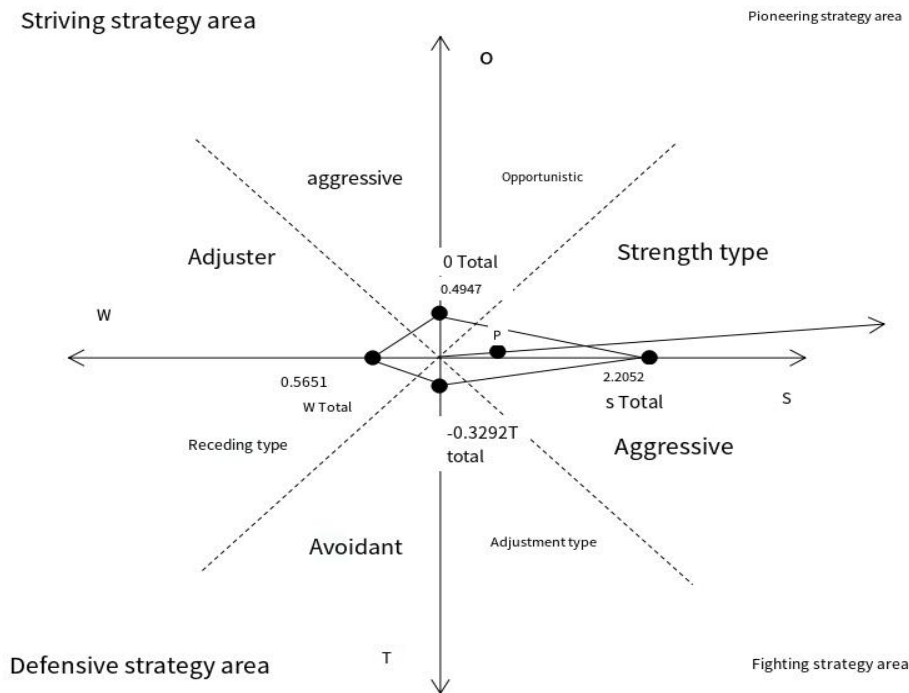 Striving strategy area
Pioneering strategy area
O
aggressive
Opportunistic
Adjuster
Strength type
0 Total
0.4947
W
P
0.5651
W Total
2.2052
s Total
S
-0.3292T
total
Receding type
Aggressive
Avoidant
Adjustment type
T
Defensive strategy area
Fighting strategy area